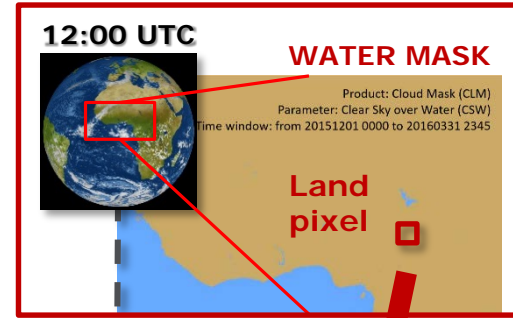 12:00 UTC
WATER MASK
Product: Cloud Mask (CLM)
Parameter: Clear Sky over Water (CSW)
Time window: from 20151201 0000 to 20160331 2345
Land
pixel